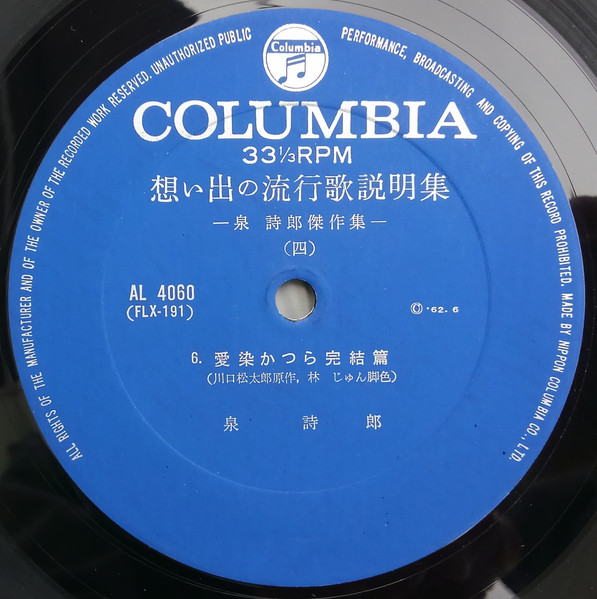 Columbia
ALL RIGHTS OF THE MANUFACTURER AND OF THE OWNER OF THE RECORDED WORK RESERVED. UNAUTHORIZED PUBLIC PERFORMANCE, BROADCASTING AND COPYING OF THIS RECORD PROHIBITED. MADE BY NIPPON COLUMBIA CO., LTD.
COLUMBIA
33⅓RPM
想い出の流行歌説明集
—泉 詩郎傑作集—
(四)
AL 4060
(FLX-191)
Ⓒ '62. 6
6. 愛染かつら完結篇
(川口松太郎原作, 林 じゅん脚色)
泉 詩 郎